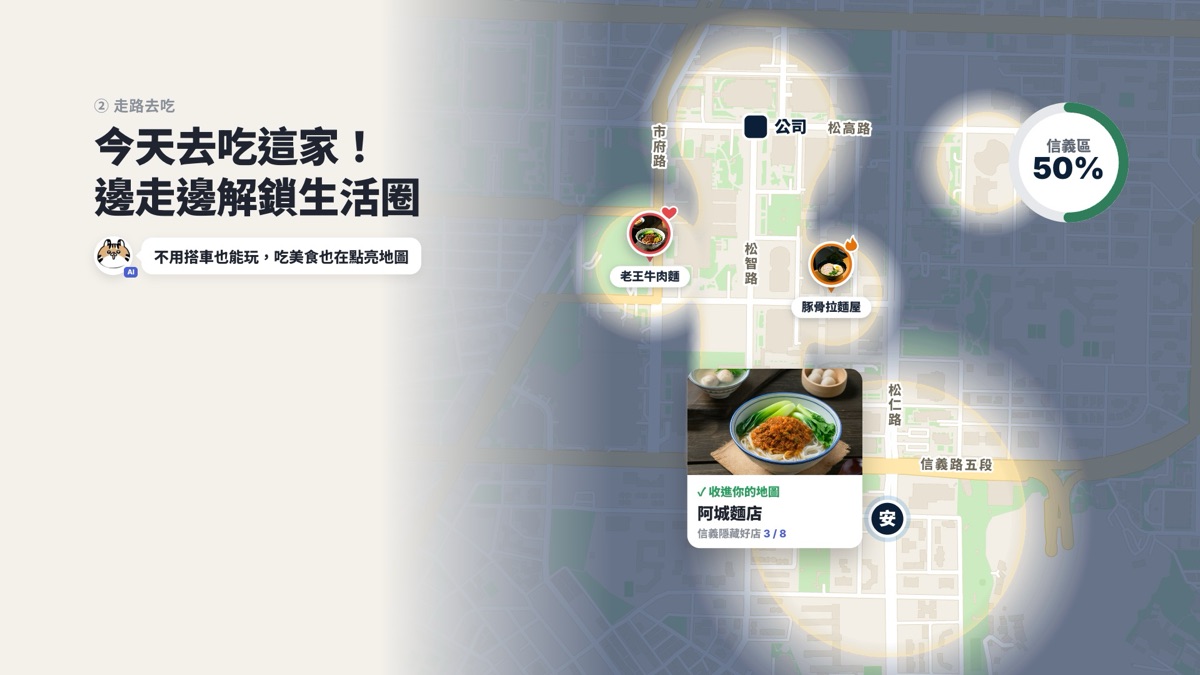 ② 走路去吃
今天去吃這家！
邊走邊解鎖生活圈
AI
不用搭車也能玩，吃美食也在點亮地圖
市府路
公司
松高路
信義區
50%
老王牛肉麵
松智路
豚骨拉麵屋
松仁路
信義路五段
✓ 收進你的地圖
阿城麵店
信義隱藏好店 3 / 8
安